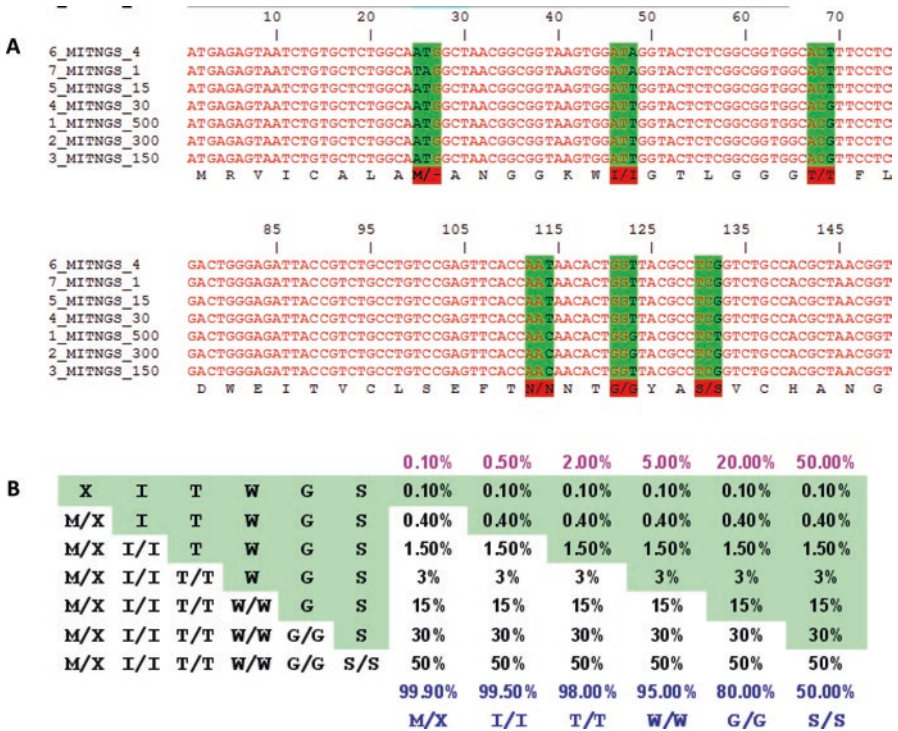 10 20 30 40 50 60 70
A
6_MITNGS_4 ATGAGAGTAATCTGTGCTCTGGCAATGGCTAACGGCGGTAAGTGGATAGGTACTCTCGGCGGTGGCACTTTCCTC
7_MITNGS_1 ATGAGAGTAATCTGTGCTCTGGCATAGGCTAACGGCGGTAAGTGGATAGGTACTCTCGGCGGTGGCACTTTCCTC
5_MITNGS_15 ATGAGAGTAATCTGTGCTCTGGCAATGGCTAACGGCGGTAAGTGGATTGGTACTCTCGGCGGTGGCACTTTCCTC
4_MITNGS_30 ATGAGAGTAATCTGTGCTCTGGCAATGGCTAACGGCGGTAAGTGGATTGGTACTCTCGGCGGTGGCACGTTCCTC
1_MITNGS_500 ATGAGAGTAATCTGTGCTCTGGCAATGGCTAACGGCGGTAAGTGGATTGGTACTCTCGGCGGTGGCACGTTCCTC
2_MITNGS_300 ATGAGAGTAATCTGTGCTCTGGCAATGGCTAACGGCGGTAAGTGGATTGGTACTCTCGGCGGTGGCACGTTCCTC
3_MITNGS_150 ATGAGAGTAATCTGTGCTCTGGCAATGGCTAACGGCGGTAAGTGGATTGGTACTCTCGGCGGTGGCACGTTCCTC
M R V I C A L A M/- A N G G K W I/I G T L G G G T/T F L
85 95 105 115 125 135 145
6_MITNGS_4 GACTGGGAGATTACCGTCTGCCTGTCCGAGTTCACCAATAACACTGGTTACGCCTCGGTCTGCCACGCTAACGGT
7_MITNGS_1 GACTGGGAGATTACCGTCTGCCTGTCCGAGTTCACCAATAACACTGGTTACGCCTCGGTCTGCCACGCTAACGGT
5_MITNGS_15 GACTGGGAGATTACCGTCTGCCTGTCCGAGTTCACCAATAACACTGGTTACGCCTCGGTCTGCCACGCTAACGGT
4_MITNGS_30 GACTGGGAGATTACCGTCTGCCTGTCCGAGTTCACCAATAACACTGGTTACGCCTCGGTCTGCCACGCTAACGGT
1_MITNGS_500 GACTGGGAGATTACCGTCTGCCTGTCCGAGTTCACCAACAACACTGGGTACGCCTCTGTCTGCCACGCTAACGGT
2_MITNGS_300 GACTGGGAGATTACCGTCTGCCTGTCCGAGTTCACCAACAACACTGGGTACGCCTCGGTCTGCCACGCTAACGGT
3_MITNGS_150 GACTGGGAGATTACCGTCTGCCTGTCCGAGTTCACCAACAACACTGGTTACGCCTCGGTCTGCCACGCTAACGGT
D W E I T V C L S E F T N/N N T G/G Y A S/S V C H A N G
0.10% 0.50% 2.00% 5.00% 20.00% 50.00%
B
X I T W G S 0.10% 0.10% 0.10% 0.10% 0.10% 0.10%
M/X I T W G S 0.40% 0.40% 0.40% 0.40% 0.40% 0.40%
M/X I/I T W G S 1.50% 1.50% 1.50% 1.50% 1.50% 1.50%
M/X I/I T/T W G S 3% 3% 3% 3% 3% 3%
M/X I/I T/T W/W G S 15% 15% 15% 15% 15% 15%
M/X I/I T/T W/W G/G S 30% 30% 30% 30% 30% 30%
M/X I/I T/T W/W G/G S/S 50% 50% 50% 50% 50% 50%
99.90% 99.50% 98.00% 95.00% 80.00% 50.00%
M/X I/I T/T W/W G/G S/S